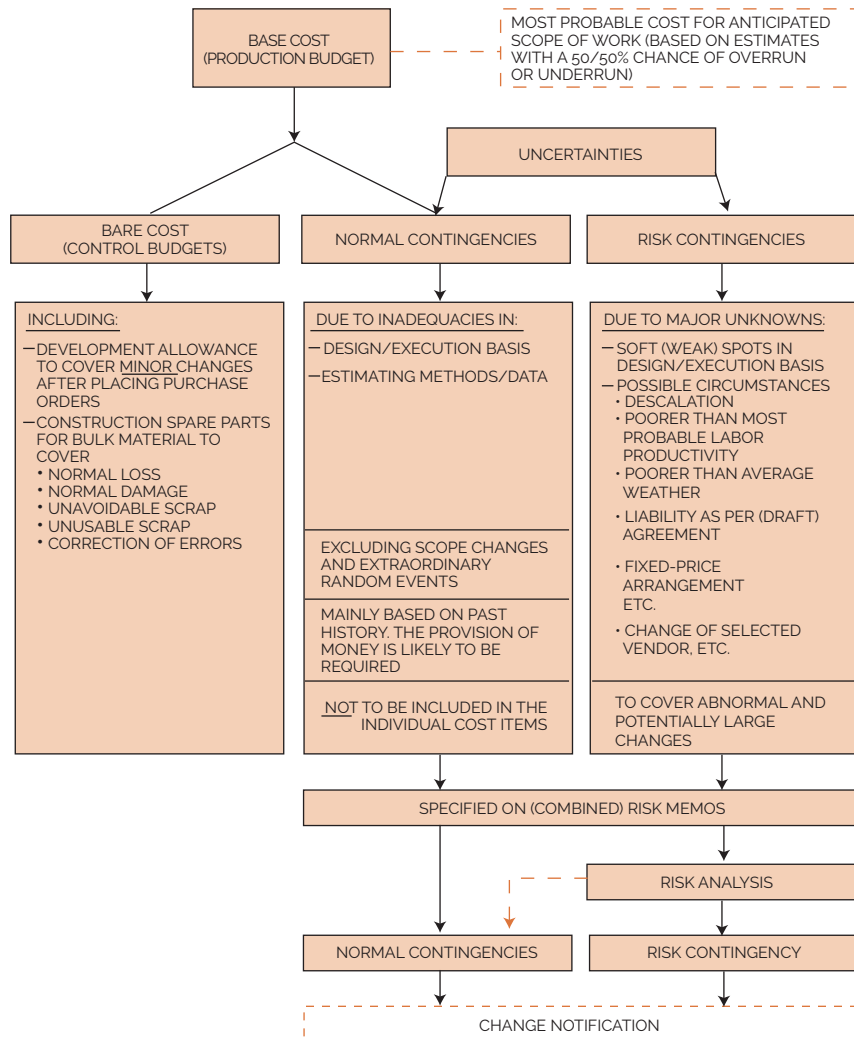 BASE COST
(PRODUCTION BUDGET)
MOST PROBABLE COST FOR ANTICIPATED
SCOPE OF WORK (BASED ON ESTIMATES
WITH A 50/50% CHANCE OF OVERRUN
OR UNDERRUN)
UNCERTAINTIES
BARE COST
(CONTROL BUDGETS)
NORMAL CONTINGENCIES
RISK CONTINGENCIES
INCLUDING:
—DEVELOPMENT ALLOWANCE
TO COVER MINOR CHANGES
AFTER PLACING PURCHASE
ORDERS
—CONSTRUCTION SPARE PARTS
FOR BULK MATERIAL TO
COVER
• NORMAL LOSS
• NORMAL DAMAGE
• UNAVOIDABLE SCRAP
• UNUSABLE SCRAP
• CORRECTION OF ERRORS
DUE TO INADEQUACIES IN:
— DESIGN/EXECUTION BASIS
—ESTIMATING METHODS/DATA
EXCLUDING SCOPE CHANGES
AND EXTRAORDINARY
RANDOM EVENTS
MAINLY BASED ON PAST
HISTORY. THE PROVISION OF
MONEY IS LIKELY TO BE
REQUIRED
NOT TO BE INCLUDED IN THE
INDIVIDUAL COST ITEMS
DUE TO MAJOR UNKNOWNS:
—SOFT (WEAK) SPOTS IN
DESIGN/EXECUTION BASIS
—POSSIBLE CIRCUMSTANCES
• DESCALATION
• POORER THAN MOST
PROBABLE LABOR
PRODUCTIVITY
• POORER THAN AVERAGE
WEATHER
• LIABILITY AS PER (DRAFT)
AGREEMENT
• FIXED-PRICE
ARRANGEMENT
ETC.
• CHANGE OF SELECTED
VENDOR, ETC.
TO COVER ABNORMAL AND
POTENTIALLY LARGE
CHANGES
SPECIFIED ON (COMBINED) RISK MEMOS
RISK ANALYSIS
NORMAL CONTINGENCIES
RISK CONTINGENCY
CHANGE NOTIFICATION